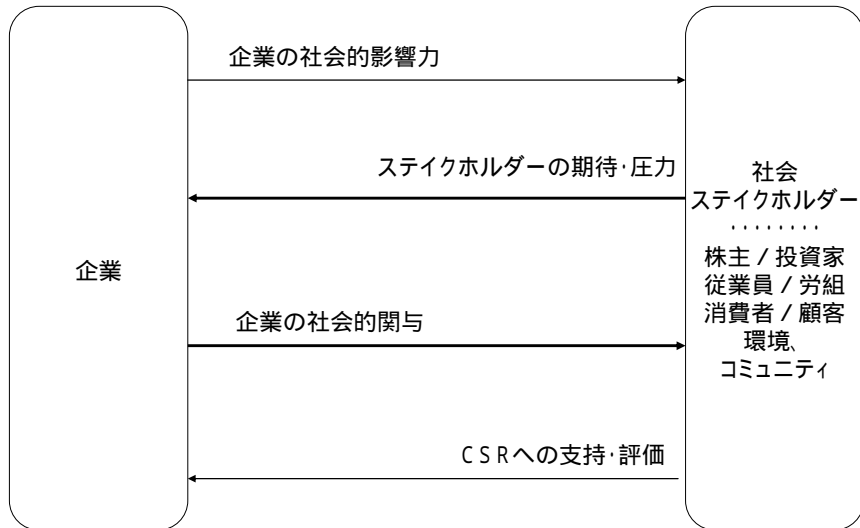 企業の社会的影響力
ステイクホルダーの期待･圧力
社会
ステイクホルダー
････････
株主／投資家
従業員／労組
消費者／顧客
環境、
コミュニティ
企業
企業の社会的関与
ＣＳＲへの支持･評価